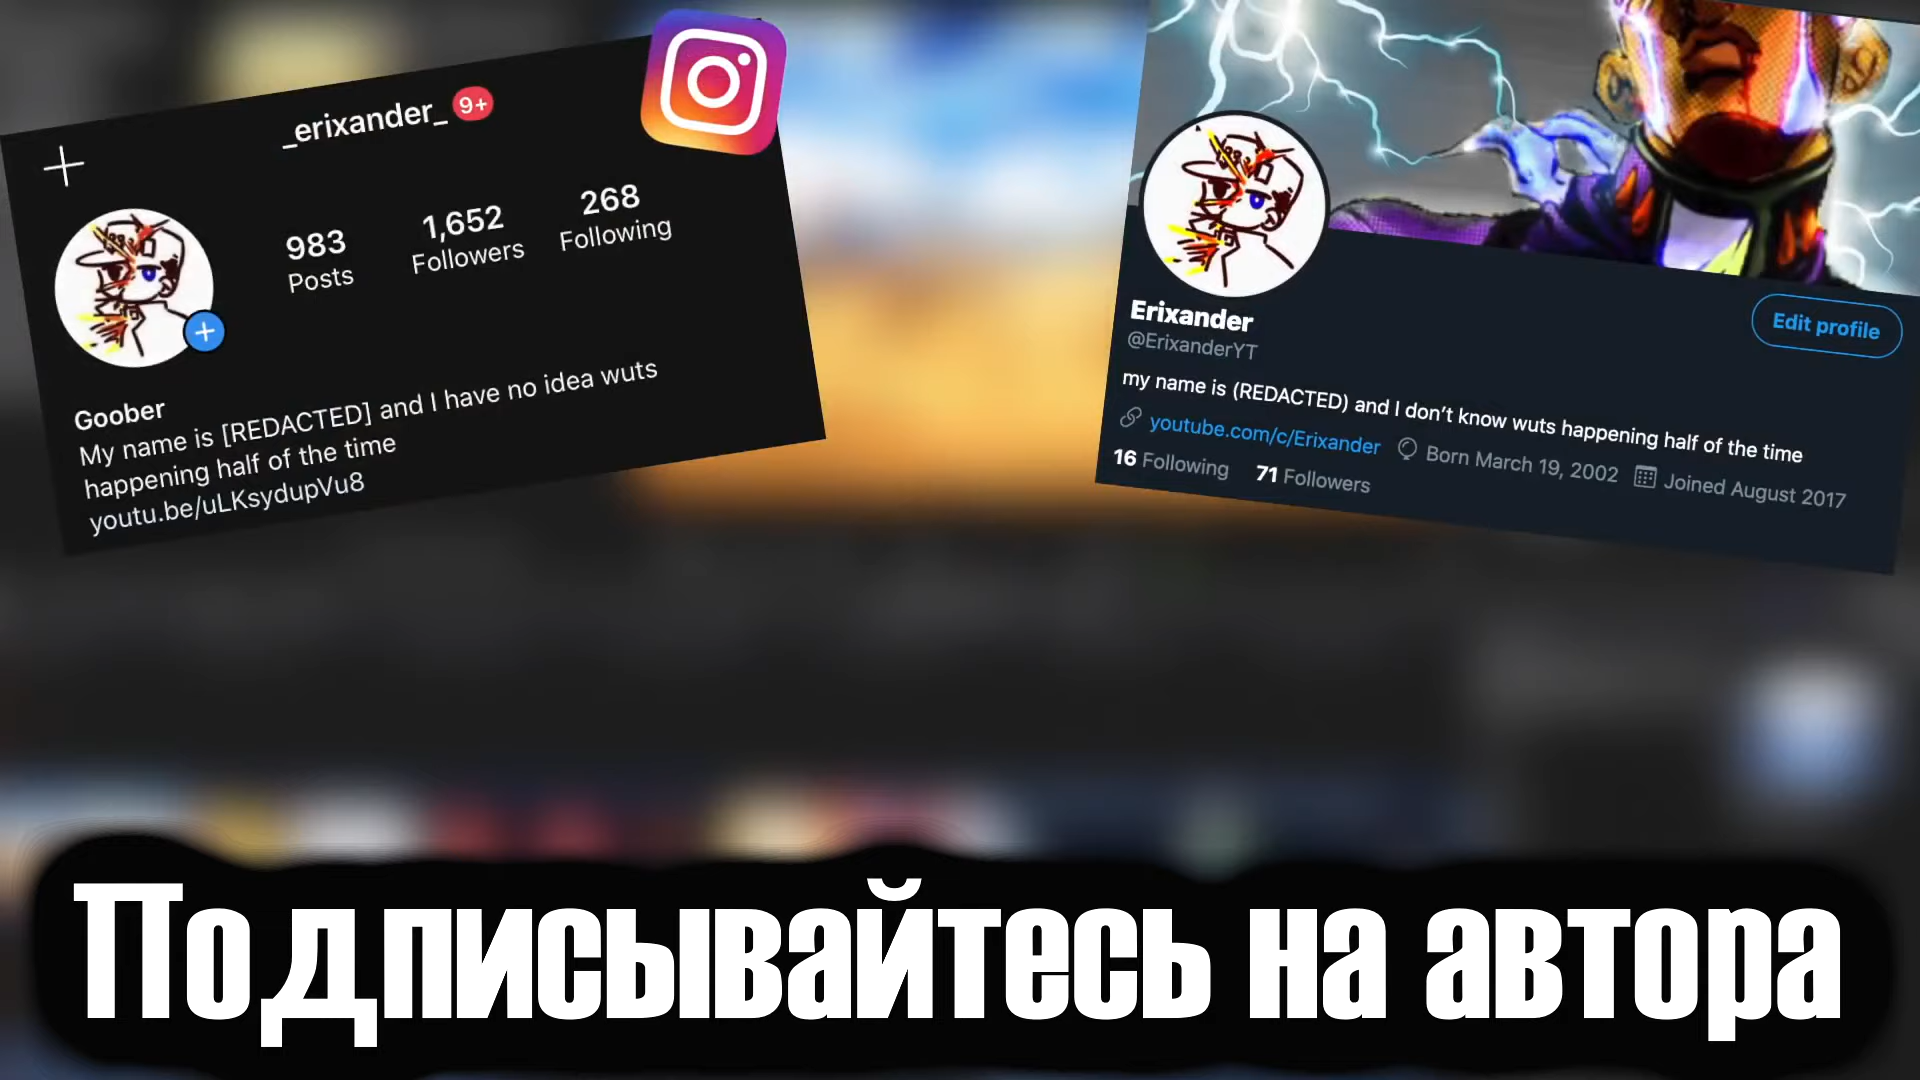 _erixander_ 9+
983 Posts
1,652 Followers
268 Following
Goober
My name is [REDACTED] and I have no idea wuts
happening half of the time
youtu.be/uLKsydupVu8
Erixander
@ErixanderYT
Edit profile
my name is (REDACTED) and I don’t know wuts happening half of the time
youtube.com/c/Erixander Born March 19, 2002 Joined August 2017
16 Following 71 Followers
Подписывайтесь на автора